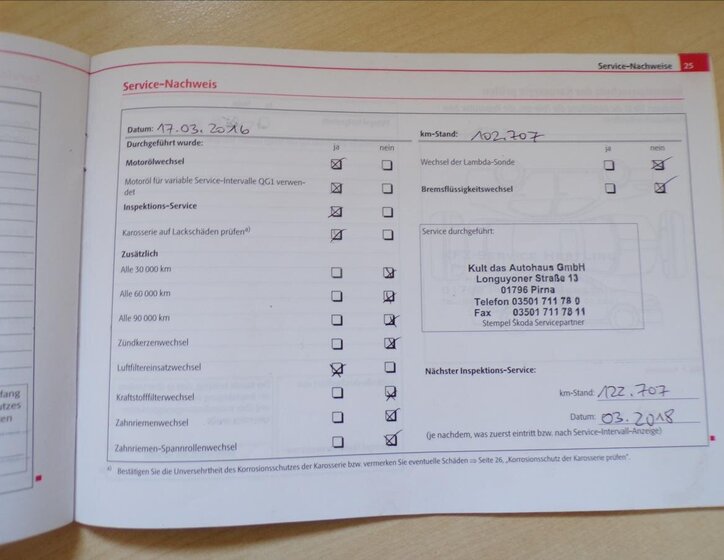 Service-Nachweise 25
Service-Nachweis
Datum: 17.03.2016 km-Stand: 102.707
Durchgeführt wurde: ja nein ja nein
Motorölwechsel Wechsel der Lambda-Sonde
Motoröl für variable Service-Intervalle QG1 verwen-
det Bremsflüssigkeitswechsel
Inspektions-Service
Karosserie auf Lackschäden prüfen a)
Zusätzlich
Alle 30 000 km
Alle 60 000 km
Alle 90 000 km
Zündkerzenwechsel
Luftfiltereinsatzwechsel
Kraftstofffilterwechsel
Zahnriemenwechsel
Zahnriemen-Spannrollenwechsel
Service durchgeführt:
Kult das Autohaus GmbH
Longuyoner Straße 13
01796 Pirna
Telefon 03501 711 78 0
Fax 03501 711 78 11
Stempel Škoda Servicepartner
Nächster Inspektions-Service:
km-Stand: 122.707
Datum: 03.2018
(je nachdem, was zuerst eintritt bzw. nach Service-Intervall-Anzeige)
a) Bestätigen Sie die Unversehrtheit des Korrosionsschutzes der Karosserie bzw. vermerken Sie eventuelle Schäden ⇒ Seite 26, „Korrosionsschutz der Karosserie prüfen".